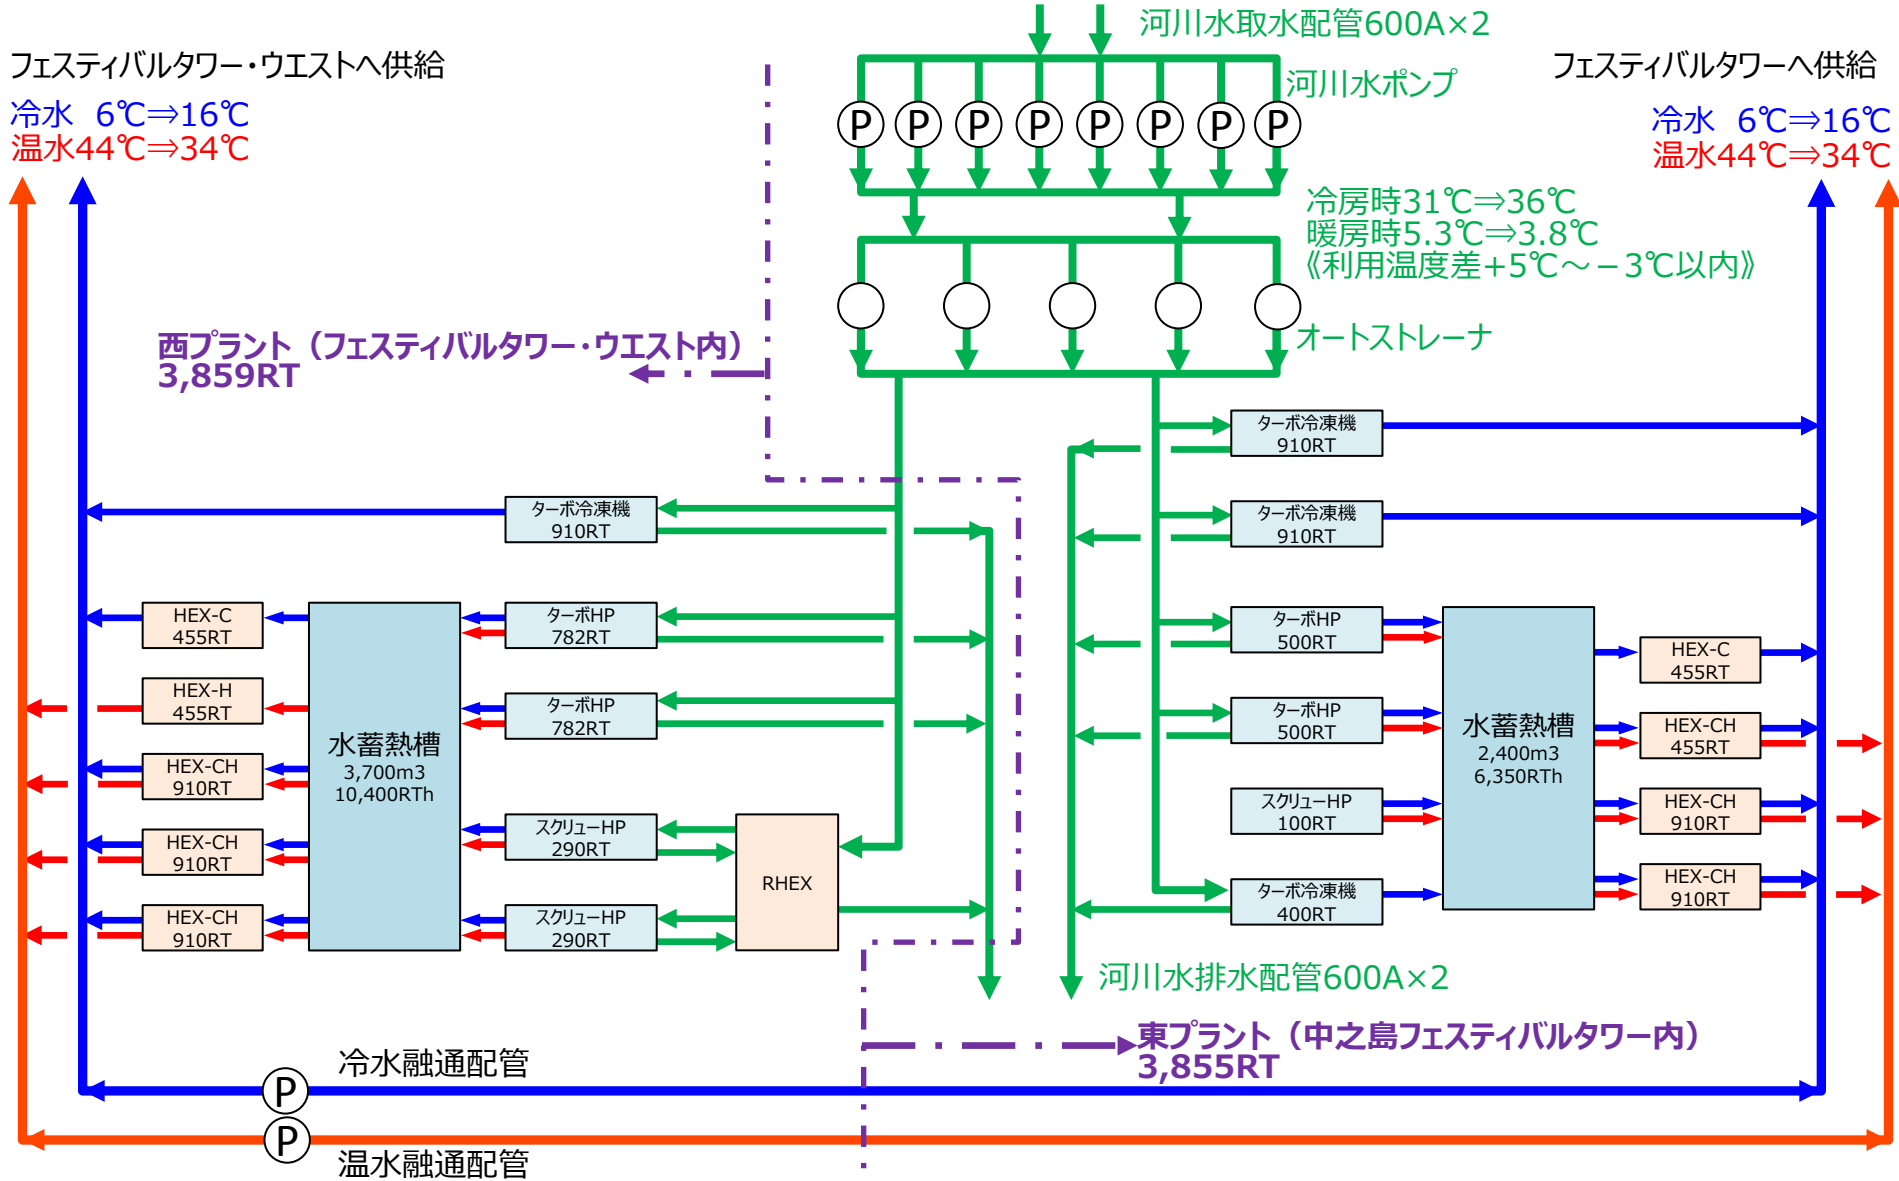 河川水取水配管600A×2
フェスティバルタワー・ウエストへ供給
冷水 6℃⇒16℃
温水44℃⇒34℃
フェスティバルタワーへ供給
冷水 6℃⇒16℃
温水44℃⇒34℃
河川水ポンプ
P P P P P P P P
冷房時31℃⇒36℃
暖房時5.3℃⇒3.8℃
《利用温度差+5℃～－3℃以内》
オートストレーナ
西プラント（フェスティバルタワー・ウエスト内）
3,859RT
ターボ冷凍機
910RT
HEX-C
455RT
HEX-H
455RT
HEX-CH
910RT
HEX-CH
910RT
HEX-CH
910RT
水蓄熱槽
3,700m3
10,400RTh
ターボHP
782RT
ターボHP
782RT
スクリューHP
290RT
スクリューHP
290RT
RHEX
ターボ冷凍機
910RT
ターボ冷凍機
910RT
ターボHP
500RT
ターボHP
500RT
スクリューHP
100RT
ターボ冷凍機
400RT
水蓄熱槽
2,400m3
6,350RTh
HEX-C
455RT
HEX-CH
455RT
HEX-CH
910RT
HEX-CH
910RT
河川水排水配管600A×2
東プラント（中之島フェスティバルタワー内）
3,855RT
冷水融通配管
P
P
温水融通配管